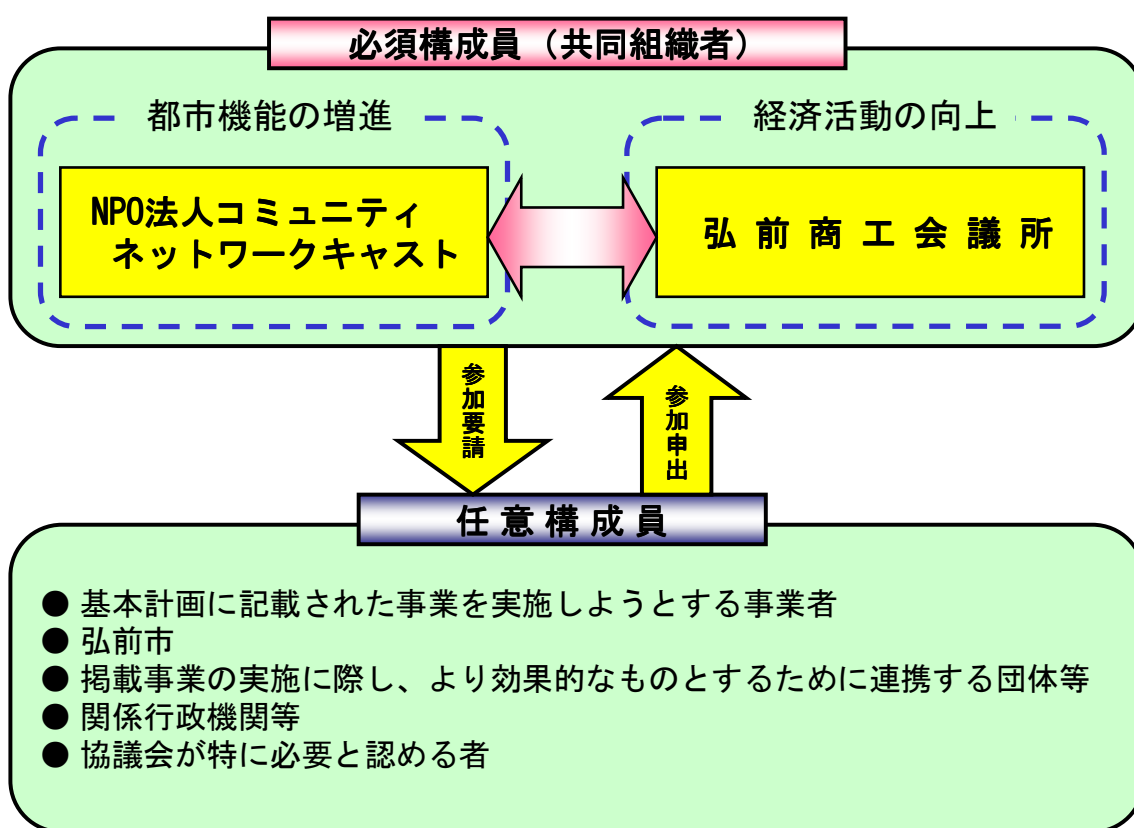 必須構成員（共同組織者）
都市機能の増進
経済活動の向上
NPO法人コミュニティ
ネットワークキャスト
弘前商工会議所
参加要請
参加申出
任意構成員
● 基本計画に記載された事業を実施しようとする事業者
● 弘前市
● 掲載事業の実施に際し、より効果的なものとするために連携する団体等
● 関係行政機関等
● 協議会が特に必要と認める者